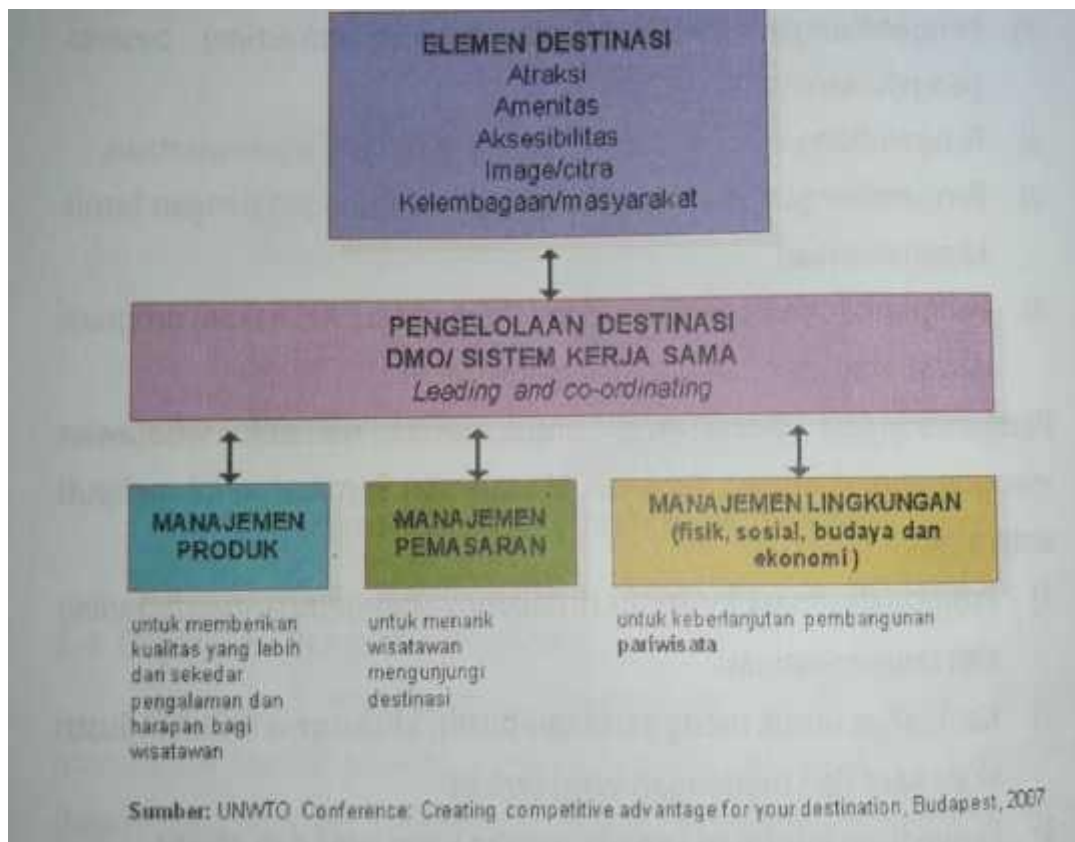 ELEMEN DESTINASI
Atraksi
Amenitas
Aksesibilitas
Image/citra
Kelembagaan/masyarakat
PENGELOLAAN DESTINASI
DMO/ SISTEM KERJA SAMA
Leading and co-ordinating
MANAJEMEN
PRODUK
MANAJEMEN
PEMASARAN
MANAJEMEN LINGKUNGAN
(fisik, sosial, budaya dan
ekonomi)
untuk memberikan
kualitas yang lebih
dari sekedar
pengalaman dan
harapan bagi
wisatawan
untuk menarik
wisatawan
mengunjungi
destinasi
untuk keberlanjutan pembangunan
pariwisata
Sumber: UNWTO Conference: Creating competitive advantage for your destination, Budapest, 2007